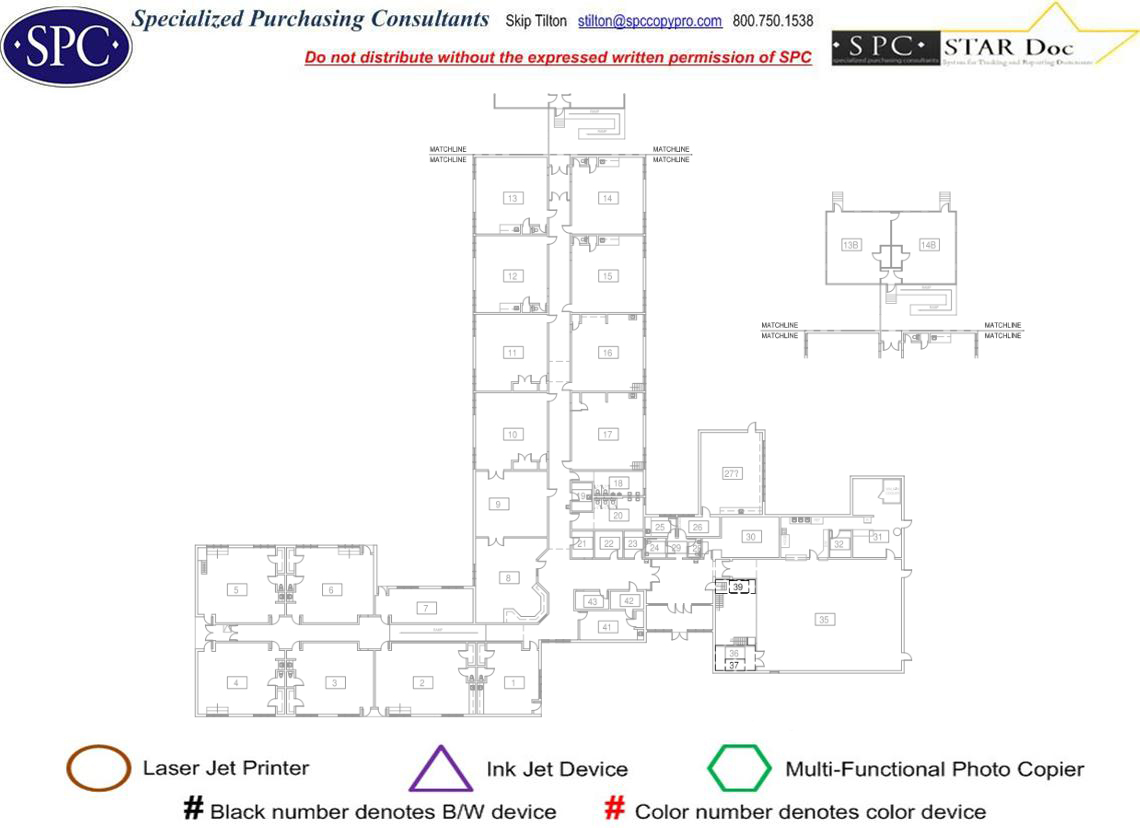 Specialized Purchasing Consultants Skip Tilton stilton@spccopypro.com 800.750.1538
·SPC·
Do not distribute without the expressed written permission of SPC
·SPC· STAR Doc
specialized purchasing consultants System for Tracking and Reporting Documents
MATCHLINE MATCHLINE
MATCHLINE MATCHLINE
13 14
13B 14B
12 15
MATCHLINE MATCHLINE
MATCHLINE MATCHLINE
11 16
10 17
27?
18
19
9
20
25 26
30
31
21 22 23
24 29
32
8
5 6
39
7
43 42
41
35
36
37
4 3 2 1
Laser Jet Printer Ink Jet Device Multi-Functional Photo Copier
# Black number denotes B/W device # Color number denotes color device